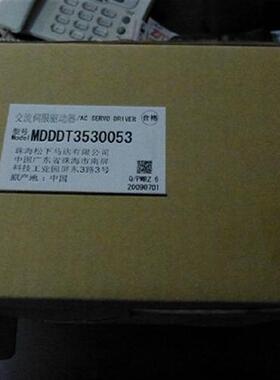 交流伺服驱动器/AC SERVO DRIVER 合格
型号
Model MDDDT3530053
珠海松下马达有限公司
中国广东省珠海市南屏
科技工业园屏东3路3号
原产地：中国
Q/PMRZ 6
20090701